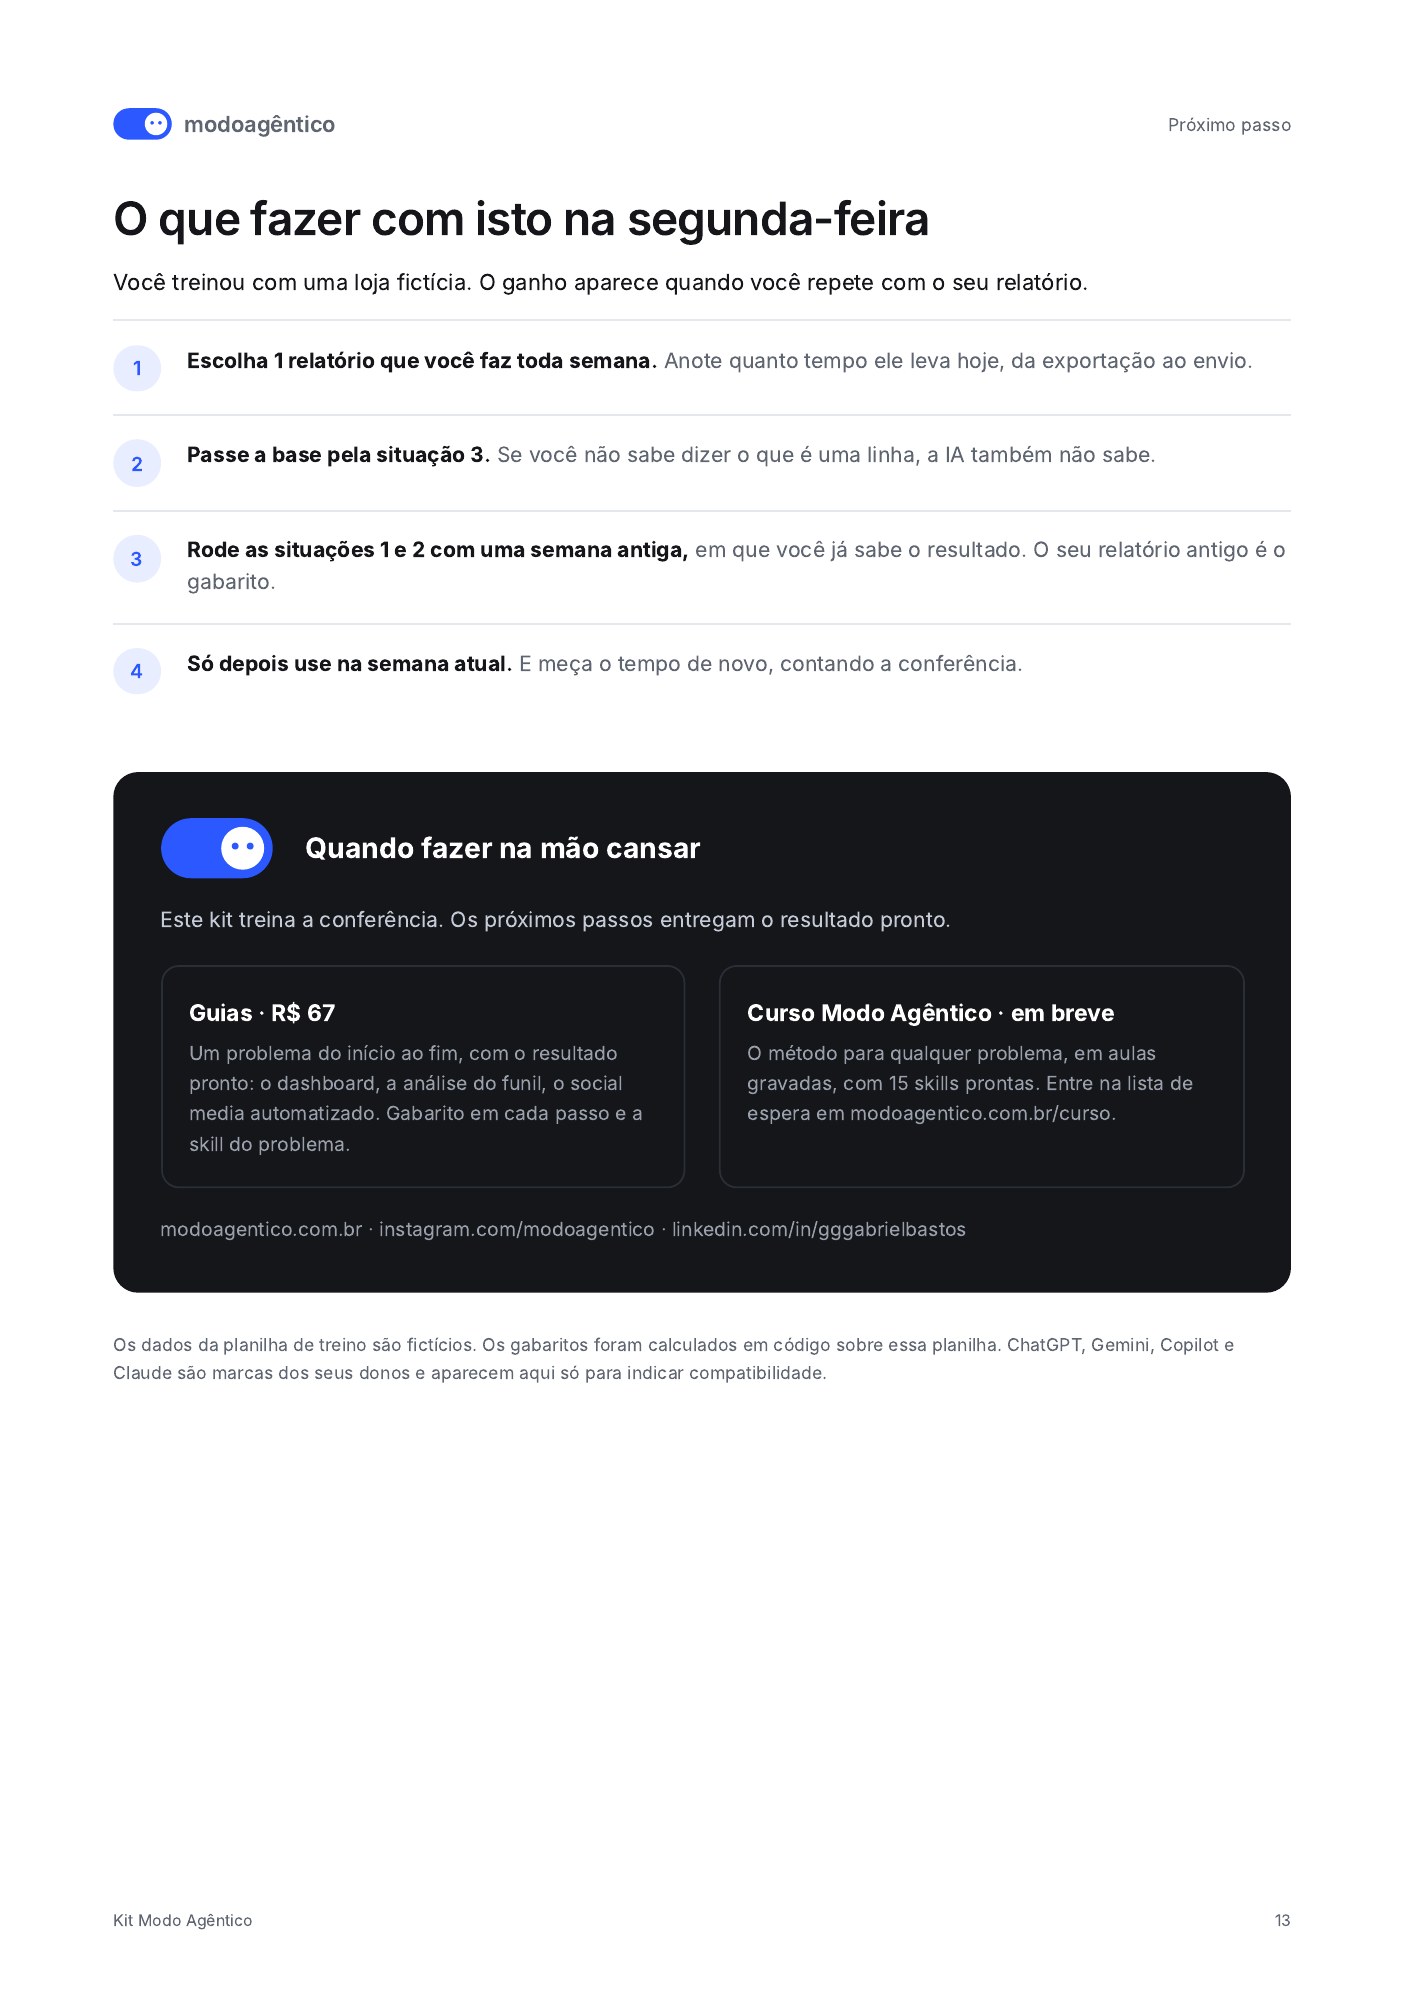 modoagêntico
Próximo passo
O que fazer com isto na segunda-feira
Você treinou com uma loja fictícia. O ganho aparece quando você repete com o seu relatório.
1
Escolha 1 relatório que você faz toda semana. Anote quanto tempo ele leva hoje, da exportação ao envio.
2
Passe a base pela situação 3. Se você não sabe dizer o que é uma linha, a IA também não sabe.
3
Rode as situações 1 e 2 com uma semana antiga, em que você já sabe o resultado. O seu relatório antigo é o
gabarito.
4
Só depois use na semana atual. E meça o tempo de novo, contando a conferência.
Quando fazer na mão cansar
Este kit treina a conferência. Os próximos passos entregam o resultado pronto.
Guias · R$ 67
Um problema do início ao fim, com o resultado
pronto: o dashboard, a análise do funil, o social
media automatizado. Gabarito em cada passo e a
skill do problema.
Curso Modo Agêntico · em breve
O método para qualquer problema, em aulas
gravadas, com 15 skills prontas. Entre na lista de
espera em modoagentico.com.br/curso.
modoagentico.com.br · instagram.com/modoagentico · linkedin.com/in/gggabrielbastos
Os dados da planilha de treino são fictícios. Os gabaritos foram calculados em código sobre essa planilha. ChatGPT, Gemini, Copilot e
Claude são marcas dos seus donos e aparecem aqui só para indicar compatibilidade.
Kit Modo Agêntico
13